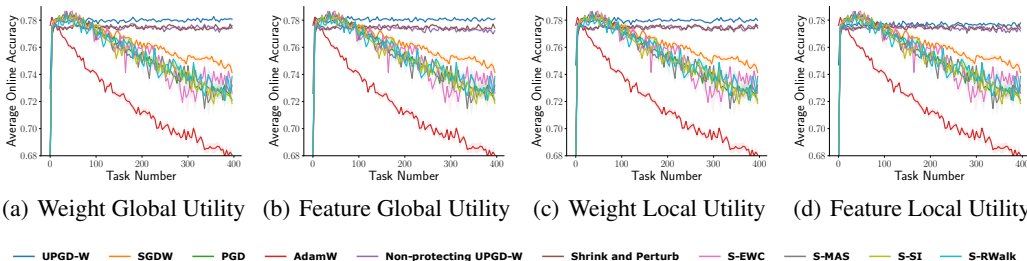 Average Online Accuracy
0.78
0.76
0.74
0.72
0.70
0.68
0 100 200 300 400
Task Number
(a) Weight Global Utility
Average Online Accuracy
0.78
0.76
0.74
0.72
0.70
0.68
0 100 200 300 400
Task Number
(b) Feature Global Utility
Average Online Accuracy
0.78
0.76
0.74
0.72
0.70
0.68
0 100 200 300 400
Task Number
(c) Weight Local Utility
Average Online Accuracy
0.78
0.76
0.74
0.72
0.70
0.68
0 100 200 300 400
Task Number
(d) Feature Local Utility
UPGD-W SGDW PGD AdamW Non-protecting UPGD-W Shrink and Perturb S-EWC S-MAS S-SI S-RWalk